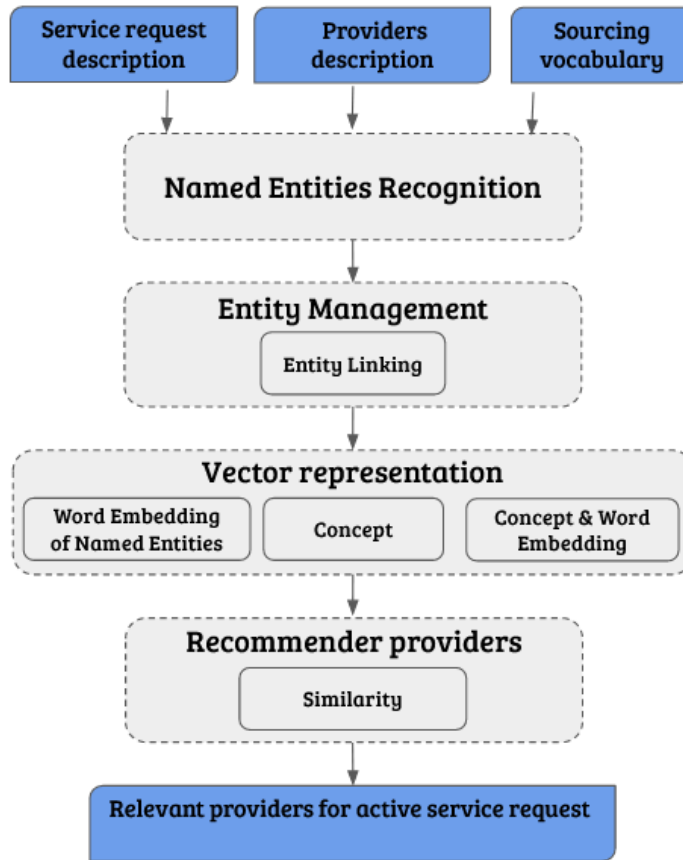 Service request
description
Providers
description
Sourcing
vocabulary
Named Entities Recognition
Entity Management
Entity Linking
Vector representation
Word Embedding
of Named Entities
Concept
Concept & Word
Embedding
Recommender providers
Similarity
Relevant providers for active service request